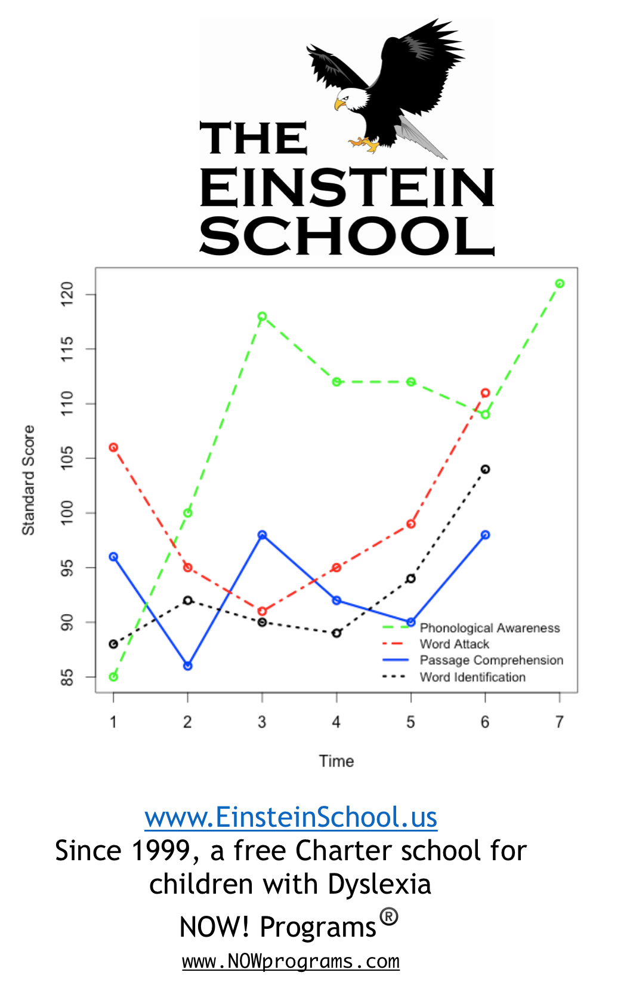 THE
EINSTEIN
SCHOOL
120
115
110
105
100
95
90
85
Standard Score
Phonological Awareness
Word Attack
Passage Comprehension
Word Identification
1 2 3 4 5 6 7
Time
www.EinsteinSchool.us
Since 1999, a free Charter school for
children with Dyslexia
NOW! Programs®
www.NOWprograms.com